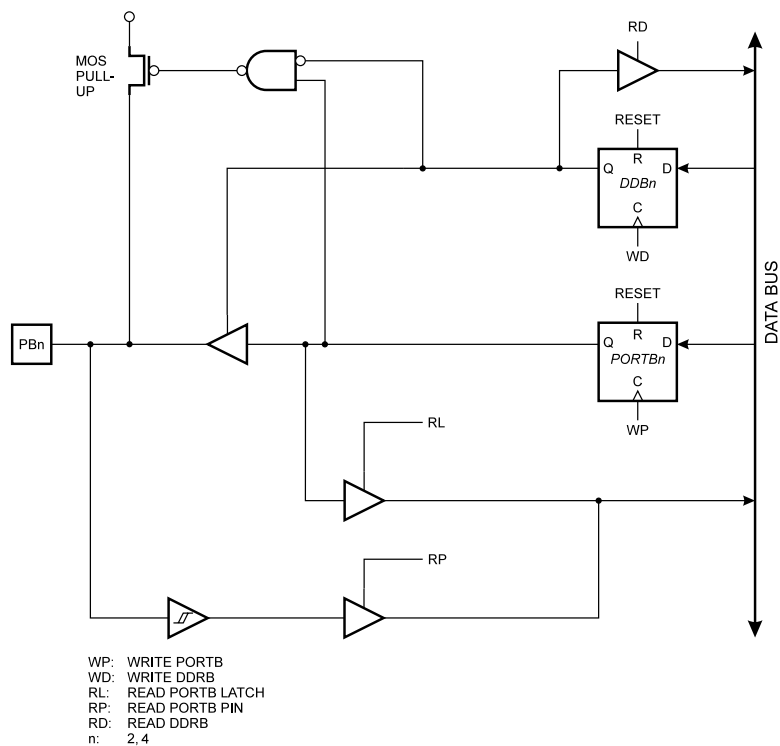 RD
MOS
PULL-
UP
RESET
R
Q
D
DDBn
C
WD
RESET
R
PBn
Q
D
PORTBn
C
WP
DATA BUS
RL
RP
WP: WRITE PORTB
WD: WRITE DDRB
RL: READ PORTB LATCH
RP: READ PORTB PIN
RD: READ DDRB
n: 2, 4